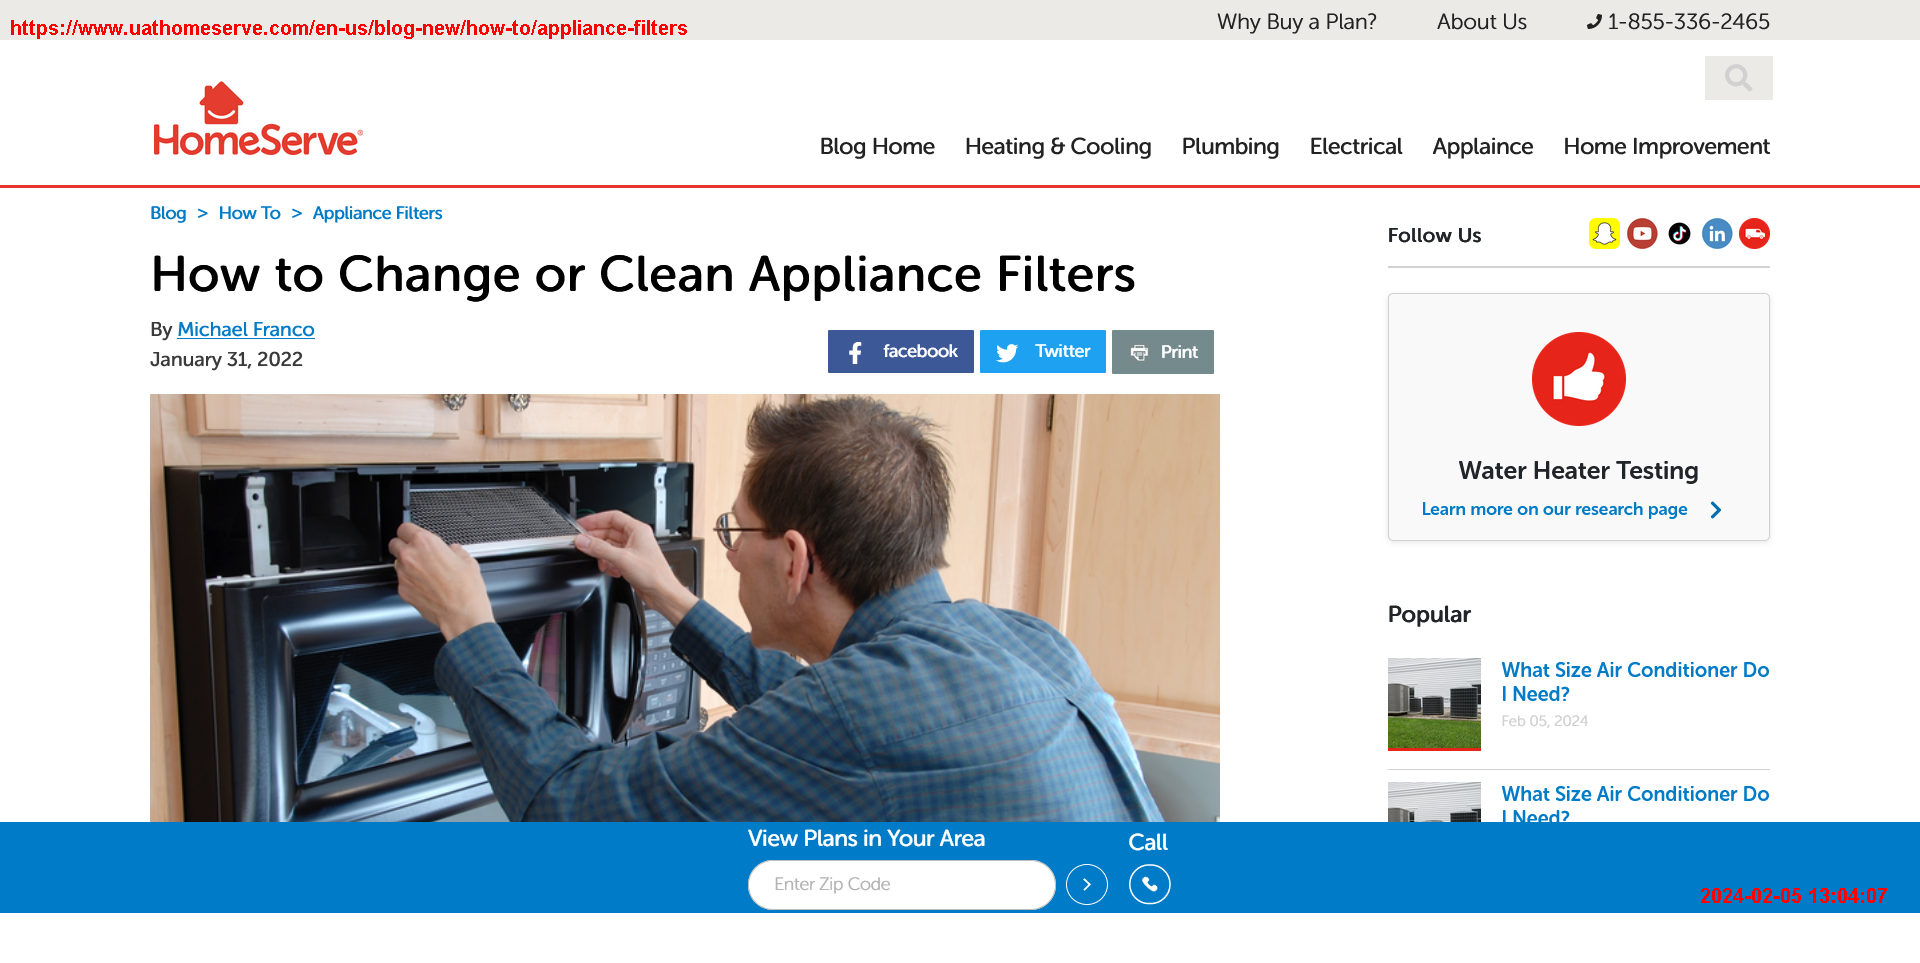 https://www.uathomeserve.com/en-us/blog-new/how-to/appliance-filters
Why Buy a Plan? About Us 1-855-336-2465
HomeServe®
Blog Home Heating & Cooling Plumbing Electrical Applaince Home Improvement
Blog > How To > Appliance Filters
How to Change or Clean Appliance Filters
By Michael Franco
January 31, 2022
facebook Twitter Print
Follow Us
Water Heater Testing
Learn more on our research page
Popular
What Size Air Conditioner Do
I Need?
Feb 05, 2024
What Size Air Conditioner Do
I Need?
View Plans in Your Area
Enter Zip Code
Call
2024-02-05 13:04:07